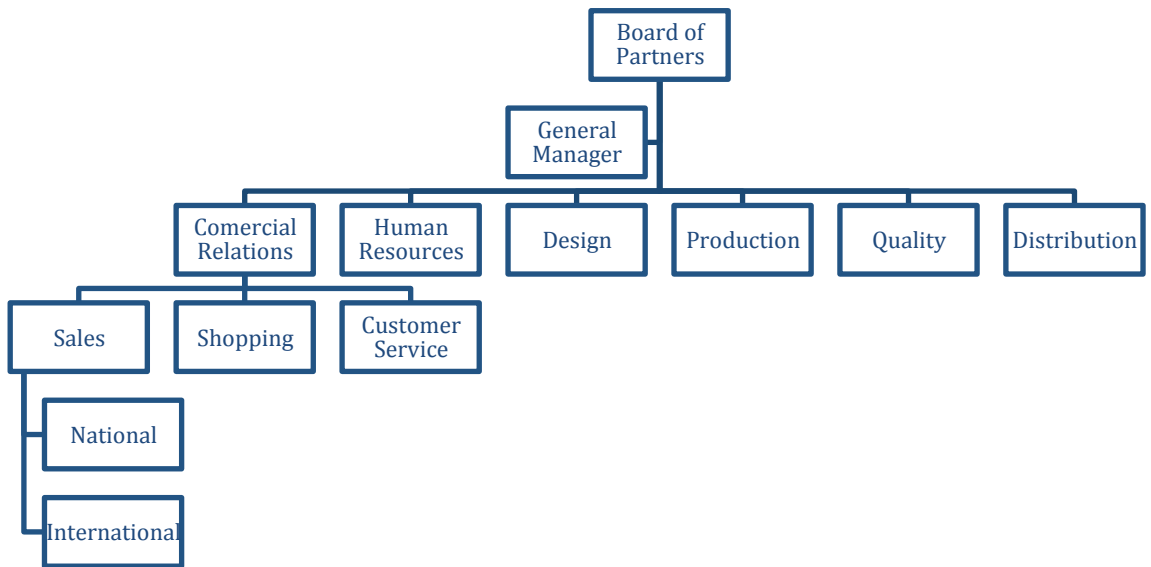 Board of
Partners
General
Manager
Comercial
Relations
Human
Resources
Design
Production
Quality
Distribution
Sales
Shopping
Customer
Service
National
International